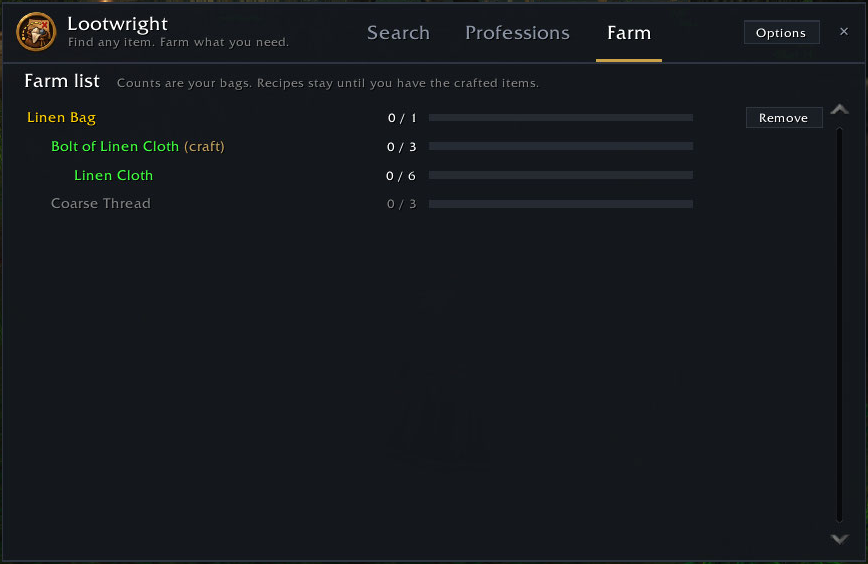 Lootwright
Find any item. Farm what you need.
Search Professions Farm
Options ×
Farm list Counts are your bags. Recipes stay until you have the crafted items.
Linen Bag 0 / 1 Remove
Bolt of Linen Cloth (craft) 0 / 3
Linen Cloth 0 / 6
Coarse Thread 0 / 3